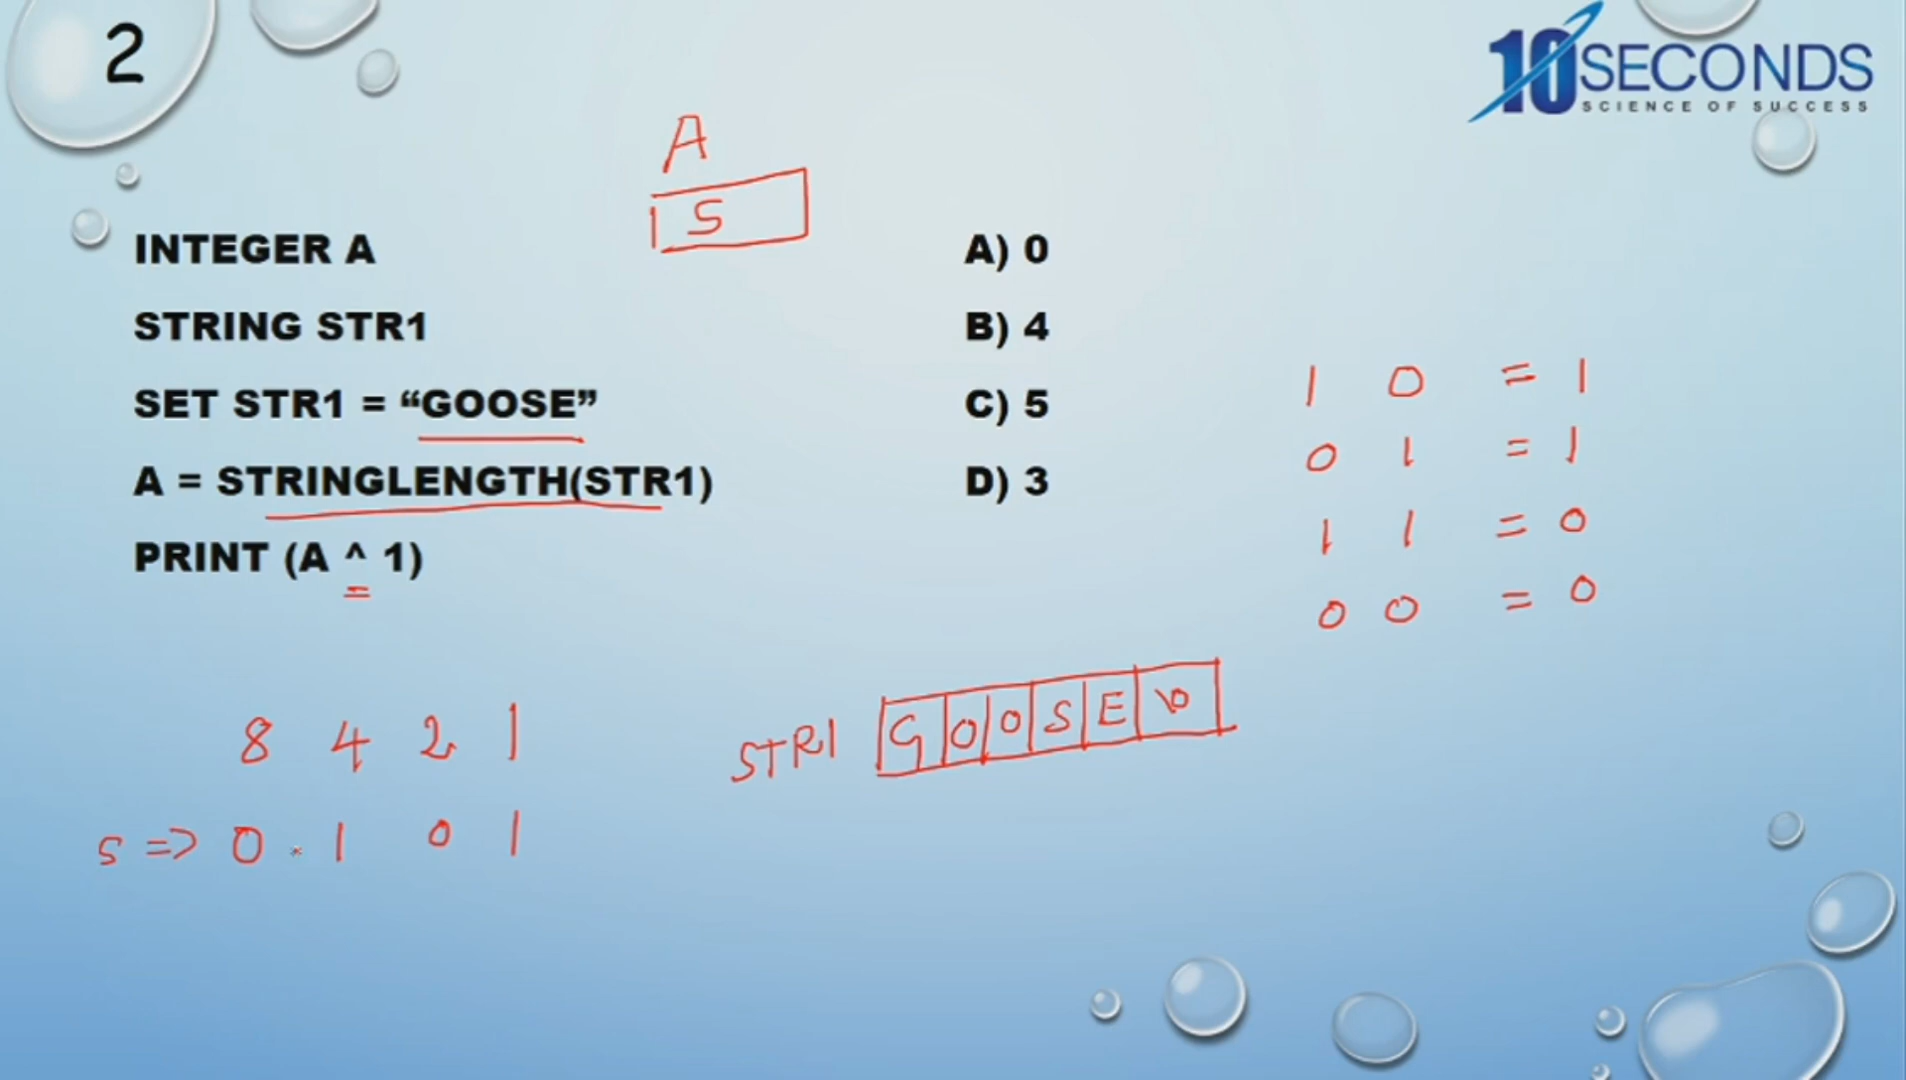 2
10 SECONDS
SCIENCE OF SUCCESS
A
5
INTEGER A
STRING STR1
SET STR1 = “GOOSE”
A = STRINGLENGTH(STR1)
PRINT (A ^ 1)
A) 0
B) 4
C) 5
D) 3
1 0 = 1
0 1 = 1
1 1 = 0
0 0 = 0
8 4 2 1
5 => 0 1 0 1
STR1 G O O S E \0